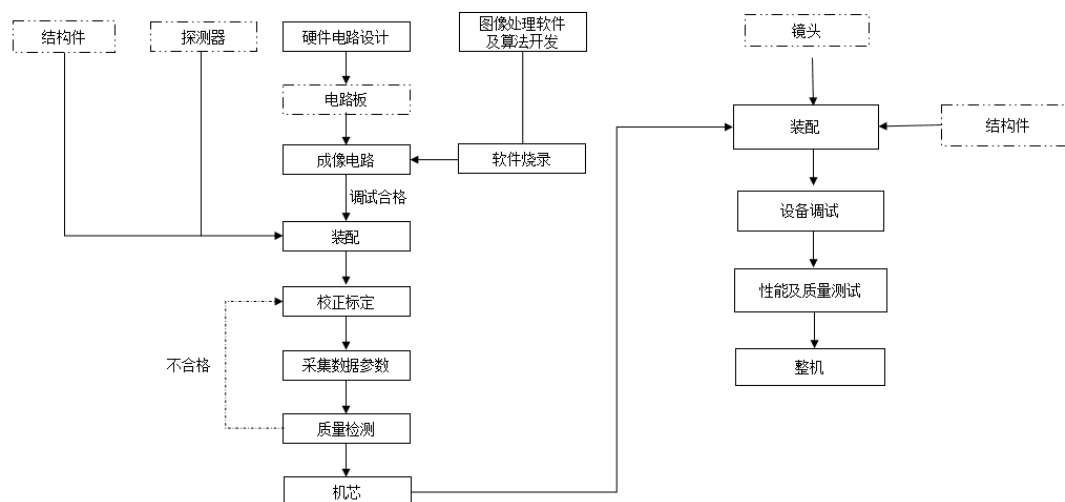 结构件
探测器
硬件电路设计
图像处理软件
及算法开发
电路板
成像电路
软件烧录
调试合格
装配
校正标定
不合格
采集数据参数
质量检测
机芯
镜头
装配
结构件
设备调试
性能及质量测试
整机